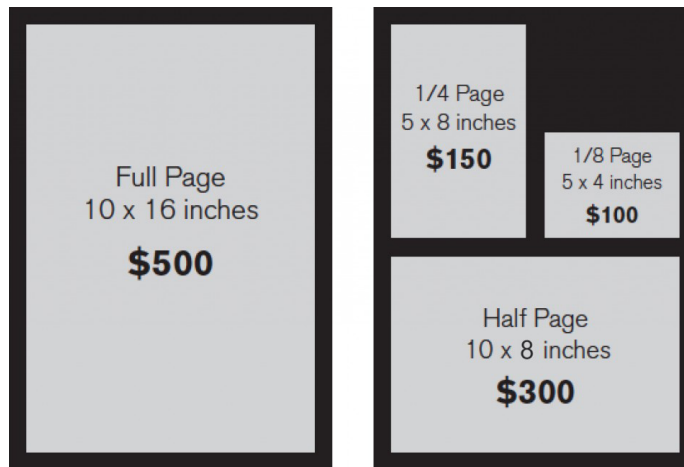 Full Page
10 x 16 inches
$500
1/4 Page
5 x 8 inches
$150
1/8 Page
5 x 4 inches
$100
Half Page
10 x 8 inches
$300